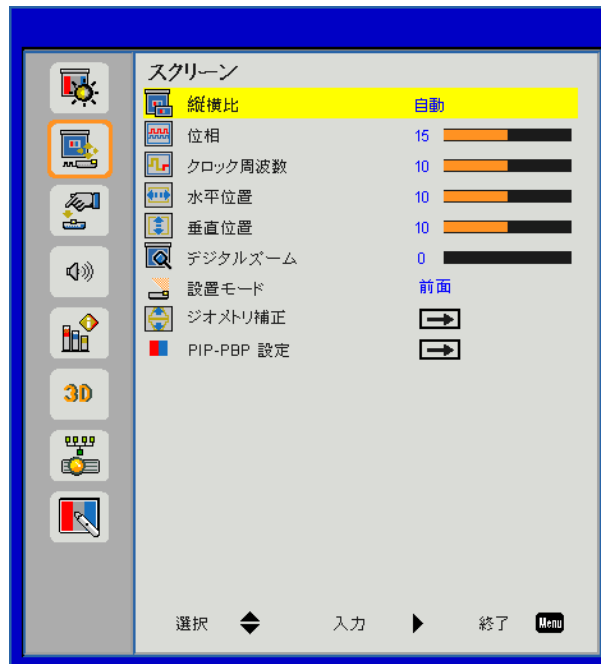 スクリーン
縦横比 自動
位相 15
クロック周波数 10
水平位置 10
垂直位置 10
デジタルズーム 0
設置モード 前面
ジオメトリ補正
PIP-PBP 設定
3D
選択 入力 終了 Menu